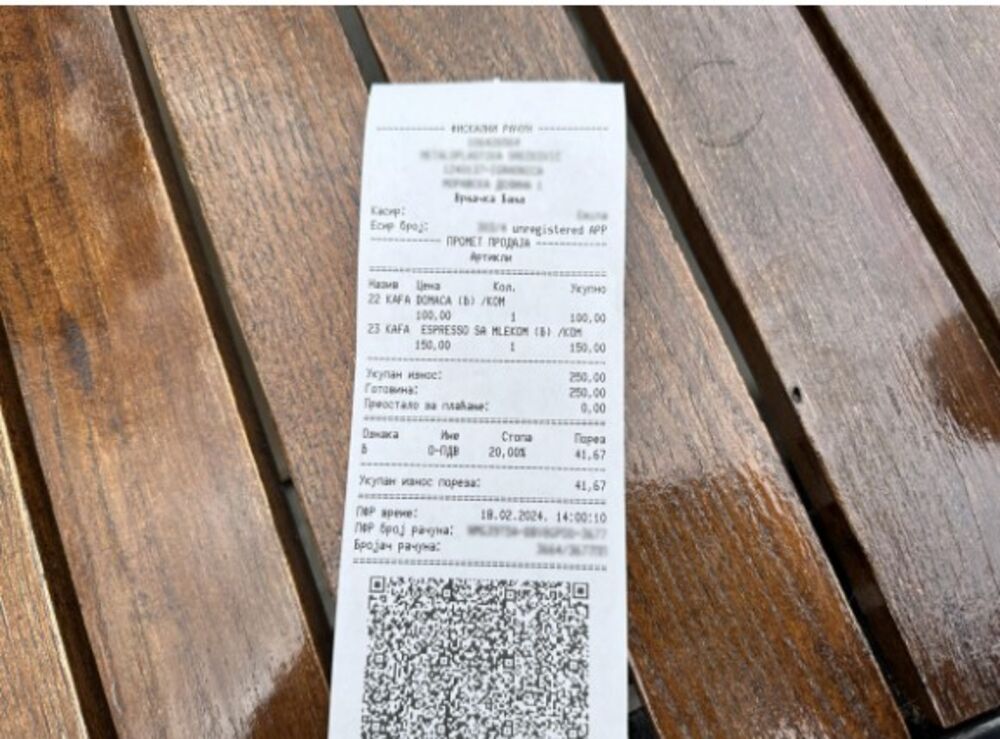 ФИСКАЛНИ РАЧУН
Врњачка Бања
Касир:
Есир број: unregistered APP
ПРОМЕТ ПРОДАЈА
Артикли
Назив Цена Кол. Укупно
22 KAFA DOMACA (Ђ) /KOM
100,00 1 100,00
23 KAFA ESPRESSO SA MLEKOM (Ђ) /KOM
150,00 1 150,00
Укупан износ: 250,00
Готовина: 250,00
Преостало за плаћање: 0,00
Ознака Име Стопа Порез
Ђ О-ПДВ 20,00% 41,67
Укупан износ пореза: 41,67
ПФР време: 18.02.2024. 14:00:10
ПФР број рачуна:
Бројач рачуна: